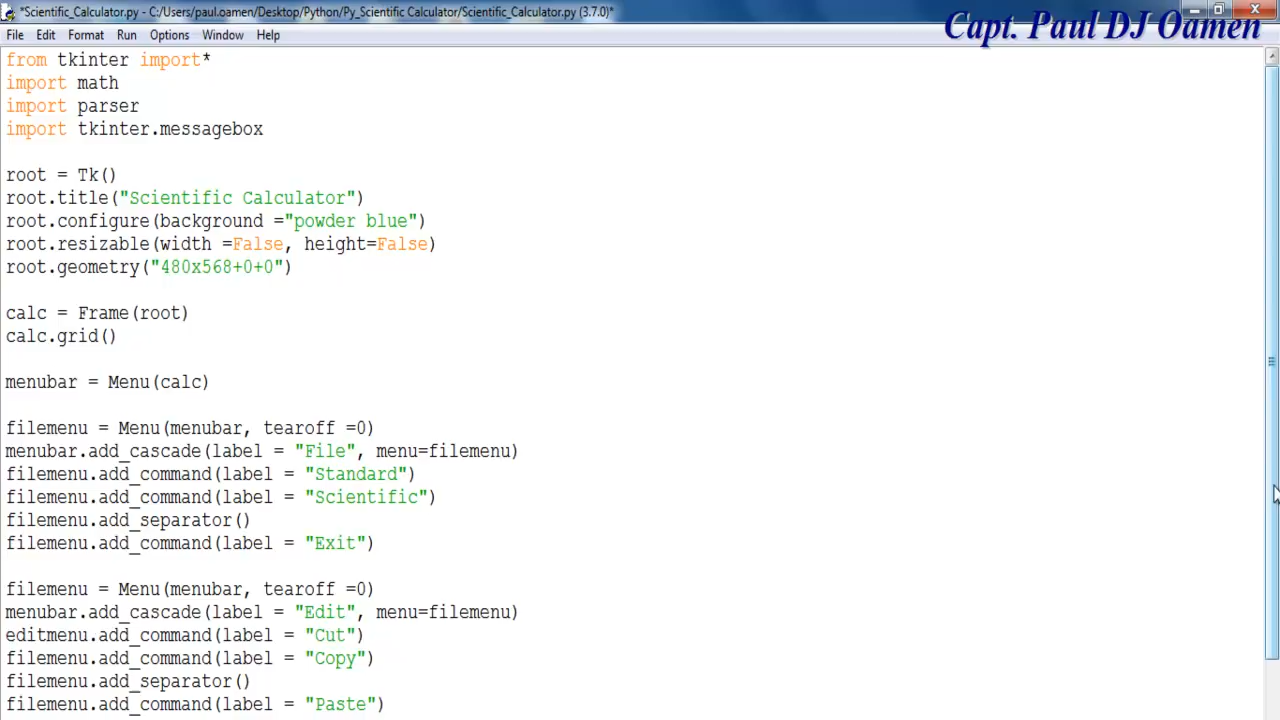 *Scientific_Calculator.py - C:/Users/paul.oamen/Desktop/Python/Py_Scientific Calculator/Scientific_Calculator.py (3.7.0)*
Capt. Paul DJ Oamen
File Edit Format Run Options Window Help
from tkinter import*
import math
import parser
import tkinter.messagebox
root = Tk()
root.title("Scientific Calculator")
root.configure(background ="powder blue")
root.resizable(width =False, height=False)
root.geometry("480x568+0+0")
calc = Frame(root)
calc.grid()
menubar = Menu(calc)
filemenu = Menu(menubar, tearoff =0)
menubar.add_cascade(label = "File", menu=filemenu)
filemenu.add_command(label = "Standard")
filemenu.add_command(label = "Scientific")
filemenu.add_separator()
filemenu.add_command(label = "Exit")
filemenu = Menu(menubar, tearoff =0)
menubar.add_cascade(label = "Edit", menu=filemenu)
editmenu.add_command(label = "Cut")
filemenu.add_command(label = "Copy")
filemenu.add_separator()
filemenu.add_command(label = "Paste")